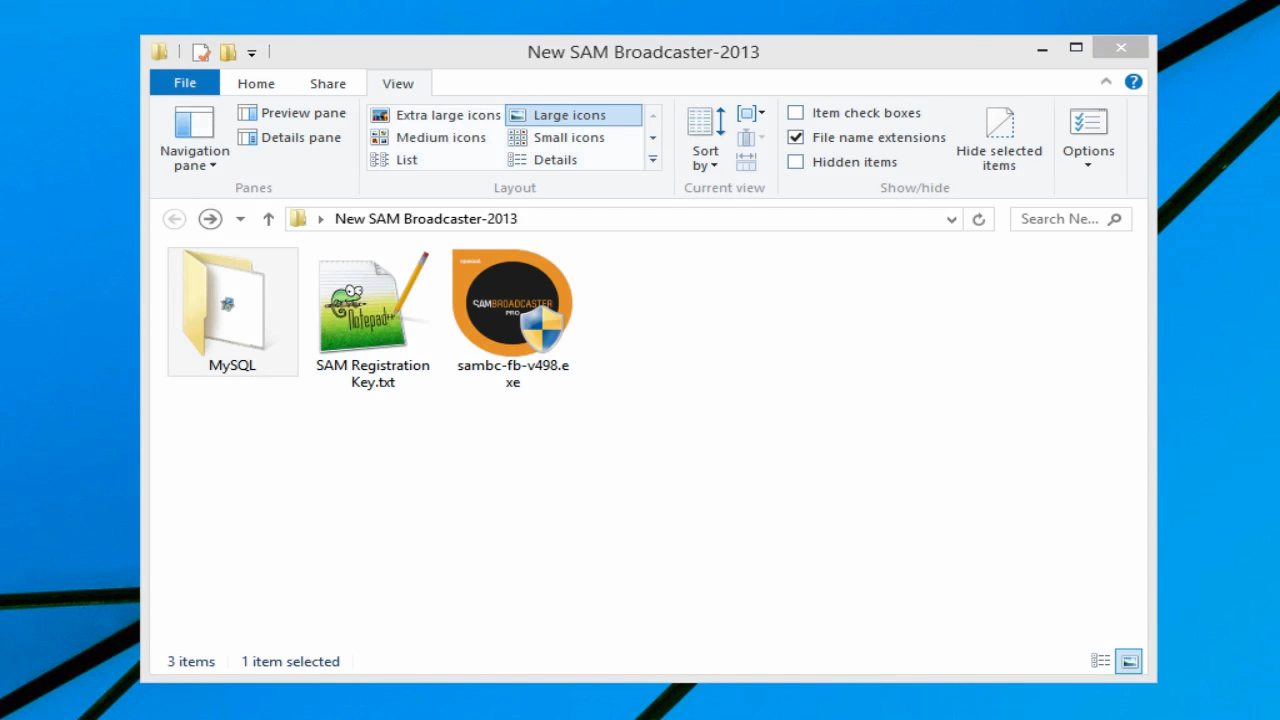 New SAM Broadcaster-2013
File Home Share View
Navigation pane
Preview pane
Details pane
Panes
Extra large icons Large icons
Medium icons Small icons
List Details
Layout
Sort by
Current view
Item check boxes
File name extensions
Hidden items
Hide selected items
Show/hide
Options
New SAM Broadcaster-2013
Search Ne...
Notepad++
SAMBROADCASTER
PRO
MySQL
SAM Registration
Key.txt
sambc-fb-v498.e
xe
3 items 1 item selected